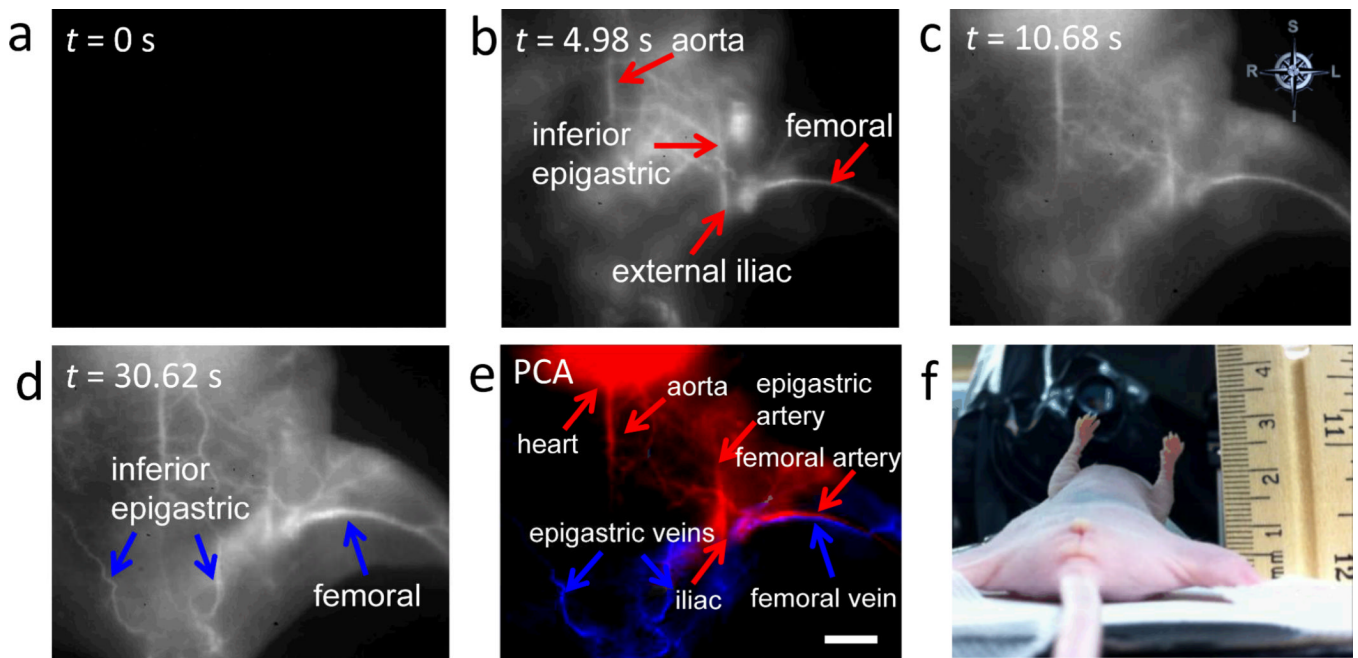 a
t = 0 s
b
t = 4.98 s
aorta
inferior
epigastric
femoral
external iliac
c
t = 10.68 s
S
R
L
I
d
t = 30.62 s
inferior
epigastric
femoral
e
PCA
aorta
epigastric
artery
heart
femoral artery
epigastric veins
iliac
femoral vein
f
4
3
2
1
mm
11
12